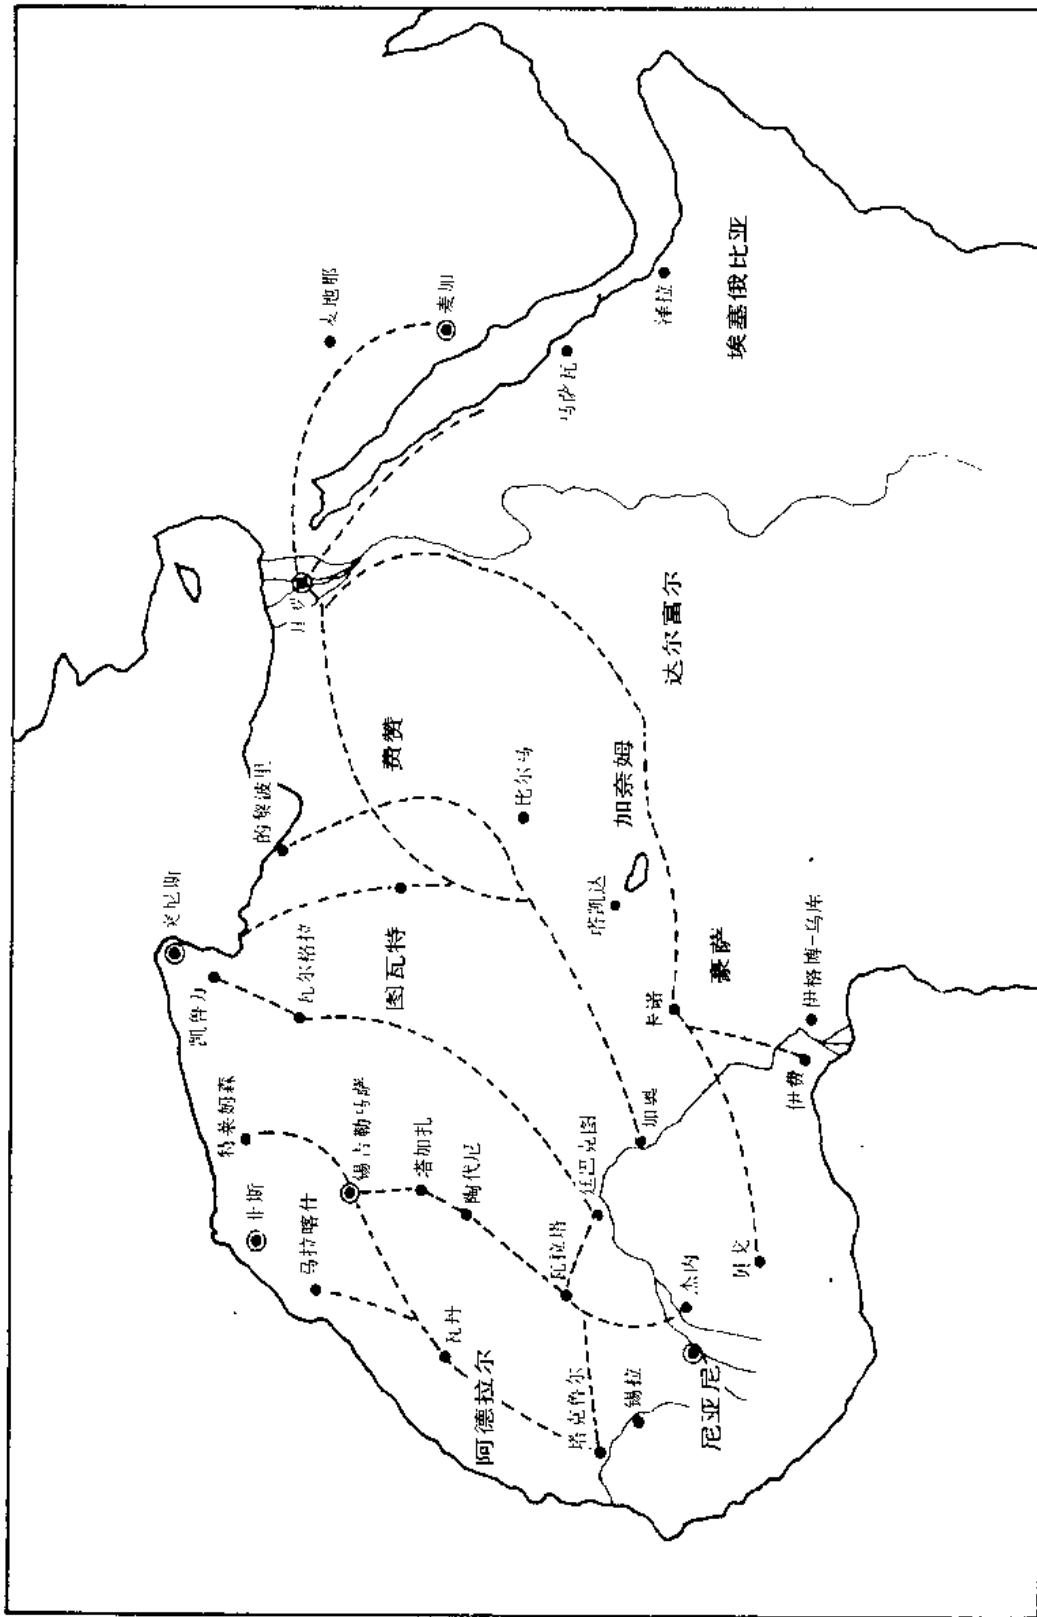 突尼斯
凯鲁万
的黎波里
特莱姆森
非斯
瓦尔格拉
马拉喀什
锡吉勒马萨
图瓦特
费赞
麦地那
麦加
塔加扎
陶代尼
瓦丹
阿德拉尔
比尔马
马萨瓦
泽拉
埃塞俄比亚
瓦拉塔
廷巴克图
加奥
塔凯达
加奈姆
达尔富尔
塔克鲁尔
锡拉
尼亚尼
杰内
贝戈
卡诺
豪萨
伊费
伊格博-乌库